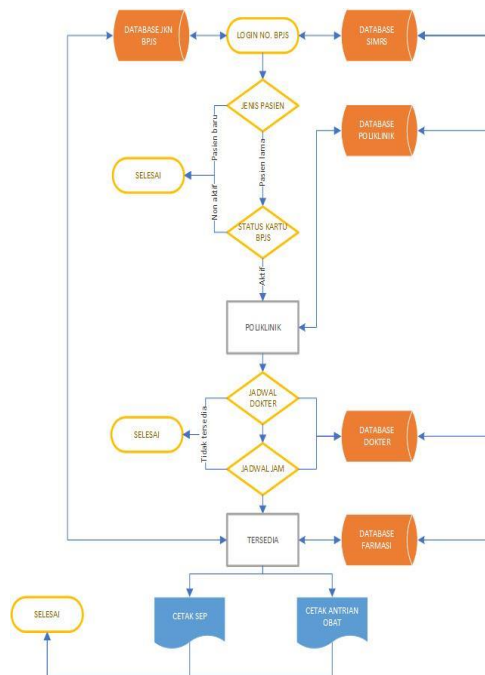 DATABASE JKN
BPJS
LOGIN NO. BPJS
DATABASE
SIMRS
JENIS PASIEN
Pasien baru
Pasien lama
DATABASE
POLIKLINIK
SELESAI
Non aktif
STATUS KARTU
BPJS
Aktif
POLIKLINIK
JADWAL
DOKTER
SELESAI
Tidak tersedia
DATABASE
DOKTER
JADWAL JAM
TERSEDIA
DATABASE
FARMASI
SELESAI
CETAK SEP
CETAK ANTRIAN
OBAT